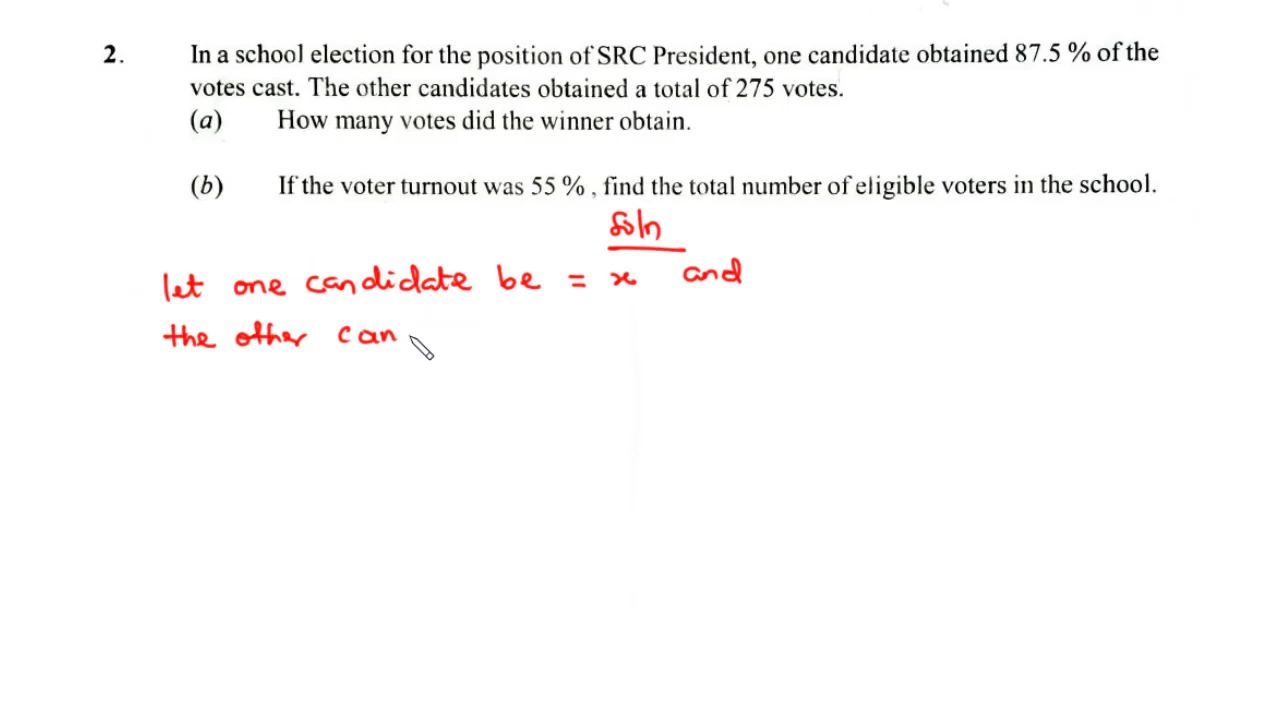 2. In a school election for the position of SRC President, one candidate obtained 87.5 % of the
votes cast. The other candidates obtained a total of 275 votes.
(a) How many votes did the winner obtain.
(b) If the voter turnout was 55 % , find the total number of eligible voters in the school.
Soln
let one candidate be = x and
the other can